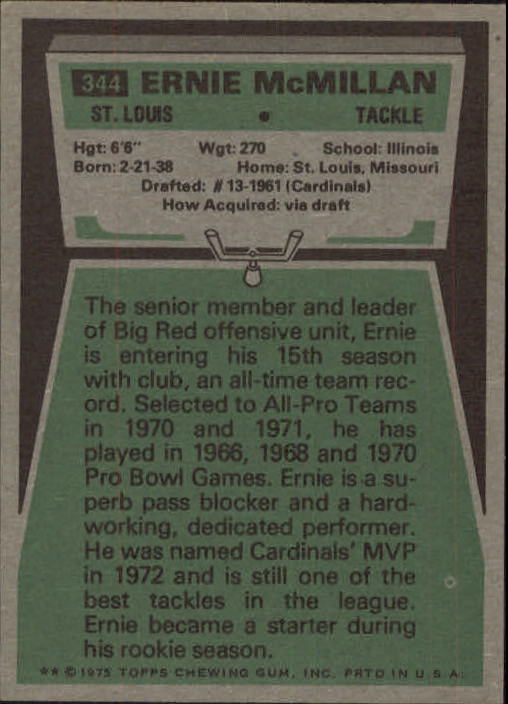 344 ERNIE McMILLAN
ST. LOUIS • TACKLE
Hgt: 6'6" Wgt: 270 School: Illinois
Born: 2-21-38 Home: St. Louis, Missouri
Drafted: #13-1961 (Cardinals)
How Acquired: via draft
The senior member and leader
of Big Red offensive unit, Ernie
is entering his 15th season
with club, an all-time team rec-
ord. Selected to All-Pro Teams
in 1970 and 1971, he has
played in 1966, 1968 and 1970
Pro Bowl Games. Ernie is a su-
perb pass blocker and a hard-
working, dedicated performer.
He was named Cardinals' MVP
in 1972 and is still one of the
best tackles in the league.
Ernie became a starter during
his rookie season.
** © 1975 TOPPS CHEWING GUM, INC. PRTD IN U.S.A.